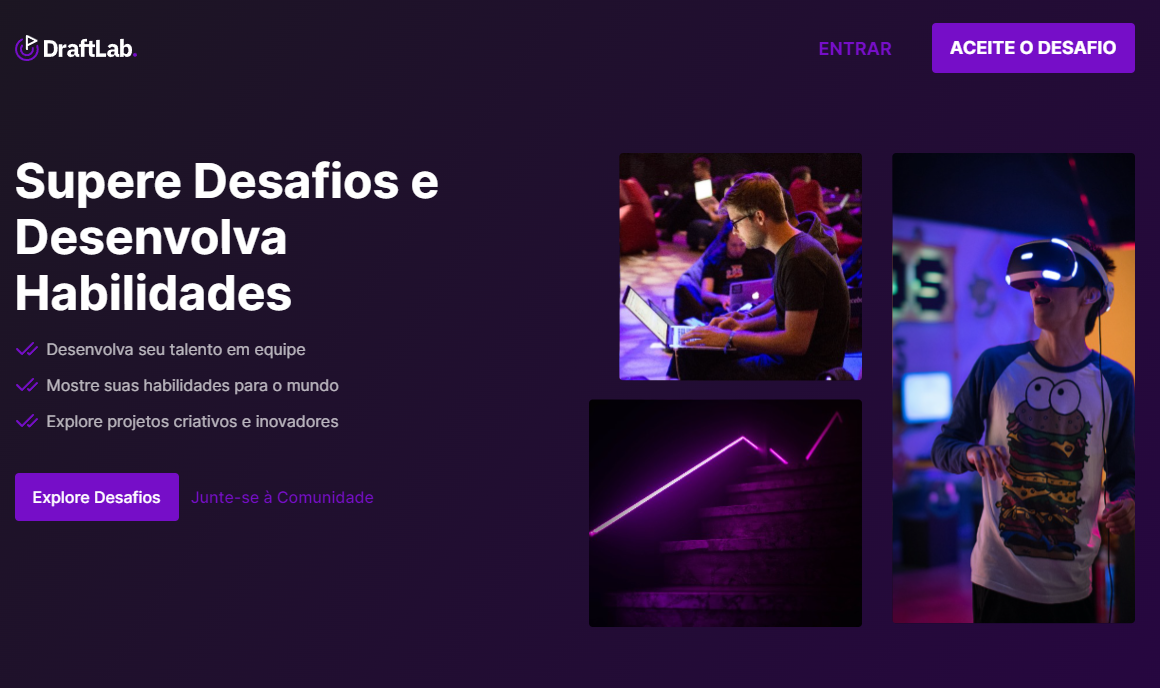 DraftLab.
ENTRAR
ACEITE O DESAFIO
Supere Desafios e
Desenvolva
Habilidades
Desenvolva seu talento em equipe
Mostre suas habilidades para o mundo
Explore projetos criativos e inovadores
Explore Desafios
Junte-se à Comunidade